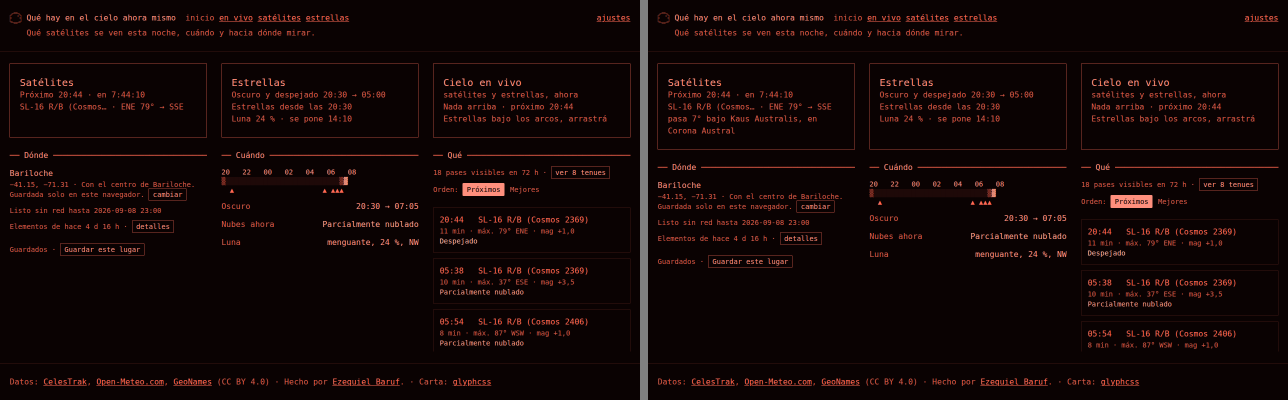 Qué hay en el cielo ahora mismo inicio en vivo satélites estrellas ajustes
Qué satélites se ven esta noche, cuándo y hacia dónde mirar.
Satélites
Próximo 20:44 · en 7:44:10
SL-16 R/B (Cosmos… · ENE 79° → SSE
Estrellas
Oscuro y despejado 20:30 → 05:00
Estrellas desde las 20:30
Luna 24 % · se pone 14:10
Cielo en vivo
satélites y estrellas, ahora
Nada arriba · próximo 20:44
Estrellas bajo los arcos, arrastrá
Dónde
Bariloche
−41.15, −71.31 · Con el centro de Bariloche.
Guardada solo en este navegador. cambiar
Listo sin red hasta 2026-09-08 23:00
Elementos de hace 4 d 16 h · detalles
Guardados · Guardar este lugar
Cuándo
20 22 00 02 04 06 08
Oscuro 20:30 → 07:05
Nubes ahora Parcialmente nublado
Luna menguante, 24 %, NW
Qué
18 pases visibles en 72 h · ver 8 tenues
Orden: Próximos Mejores
20:44 SL-16 R/B (Cosmos 2369)
11 min · máx. 79° ENE · mag +1,0
Despejado
05:38 SL-16 R/B (Cosmos 2369)
10 min · máx. 37° ESE · mag +3,5
Parcialmente nublado
05:54 SL-16 R/B (Cosmos 2406)
8 min · máx. 87° WSW · mag +1,0
Parcialmente nublado
Datos: CelesTrak, Open-Meteo.com, GeoNames (CC BY 4.0) · Hecho por Ezequiel Baruf. · Carta: glyphcss
Qué hay en el cielo ahora mismo inicio en vivo satélites estrellas ajustes
Qué satélites se ven esta noche, cuándo y hacia dónde mirar.
Satélites
Próximo 20:44 · en 7:44:10
SL-16 R/B (Cosmos… · ENE 79° → SSE
pasa 7° bajo Kaus Australis, en
Corona Austral
Estrellas
Oscuro y despejado 20:30 → 05:00
Estrellas desde las 20:30
Luna 24 % · se pone 14:10
Cielo en vivo
satélites y estrellas, ahora
Nada arriba · próximo 20:44
Estrellas bajo los arcos, arrastrá
Dónde
Bariloche
−41.15, −71.31 · Con el centro de Bariloche.
Guardada solo en este navegador. cambiar
Listo sin red hasta 2026-09-08 23:00
Elementos de hace 4 d 16 h · detalles
Guardados · Guardar este lugar
Cuándo
20 22 00 02 04 06 08
Oscuro 20:30 → 07:05
Nubes ahora Parcialmente nublado
Luna menguante, 24 %, NW
Qué
18 pases visibles en 72 h · ver 8 tenues
Orden: Próximos Mejores
20:44 SL-16 R/B (Cosmos 2369)
11 min · máx. 79° ENE · mag +1,0
Despejado
05:38 SL-16 R/B (Cosmos 2369)
10 min · máx. 37° ESE · mag +3,5
Parcialmente nublado
05:54 SL-16 R/B (Cosmos 2406)
8 min · máx. 87° WSW · mag +1,0
Datos: CelesTrak, Open-Meteo.com, GeoNames (CC BY 4.0) · Hecho por Ezequiel Baruf. · Carta: glyphcss